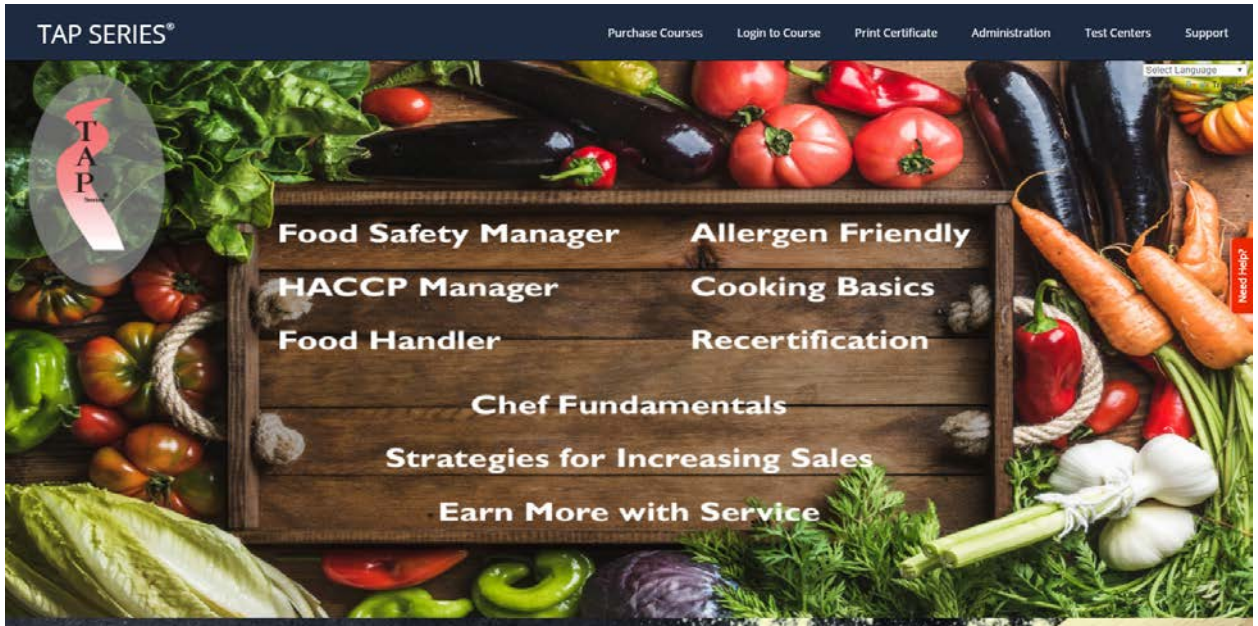 TAP SERIES®
Purchase Courses Login to Course Print Certificate Administration Test Centers Support
Select Language
T
A
P
Series®
Food Safety Manager Allergen Friendly
HACCP Manager Cooking Basics
Food Handler Recertification
Chef Fundamentals
Strategies for Increasing Sales
Earn More with Service
Need Help?